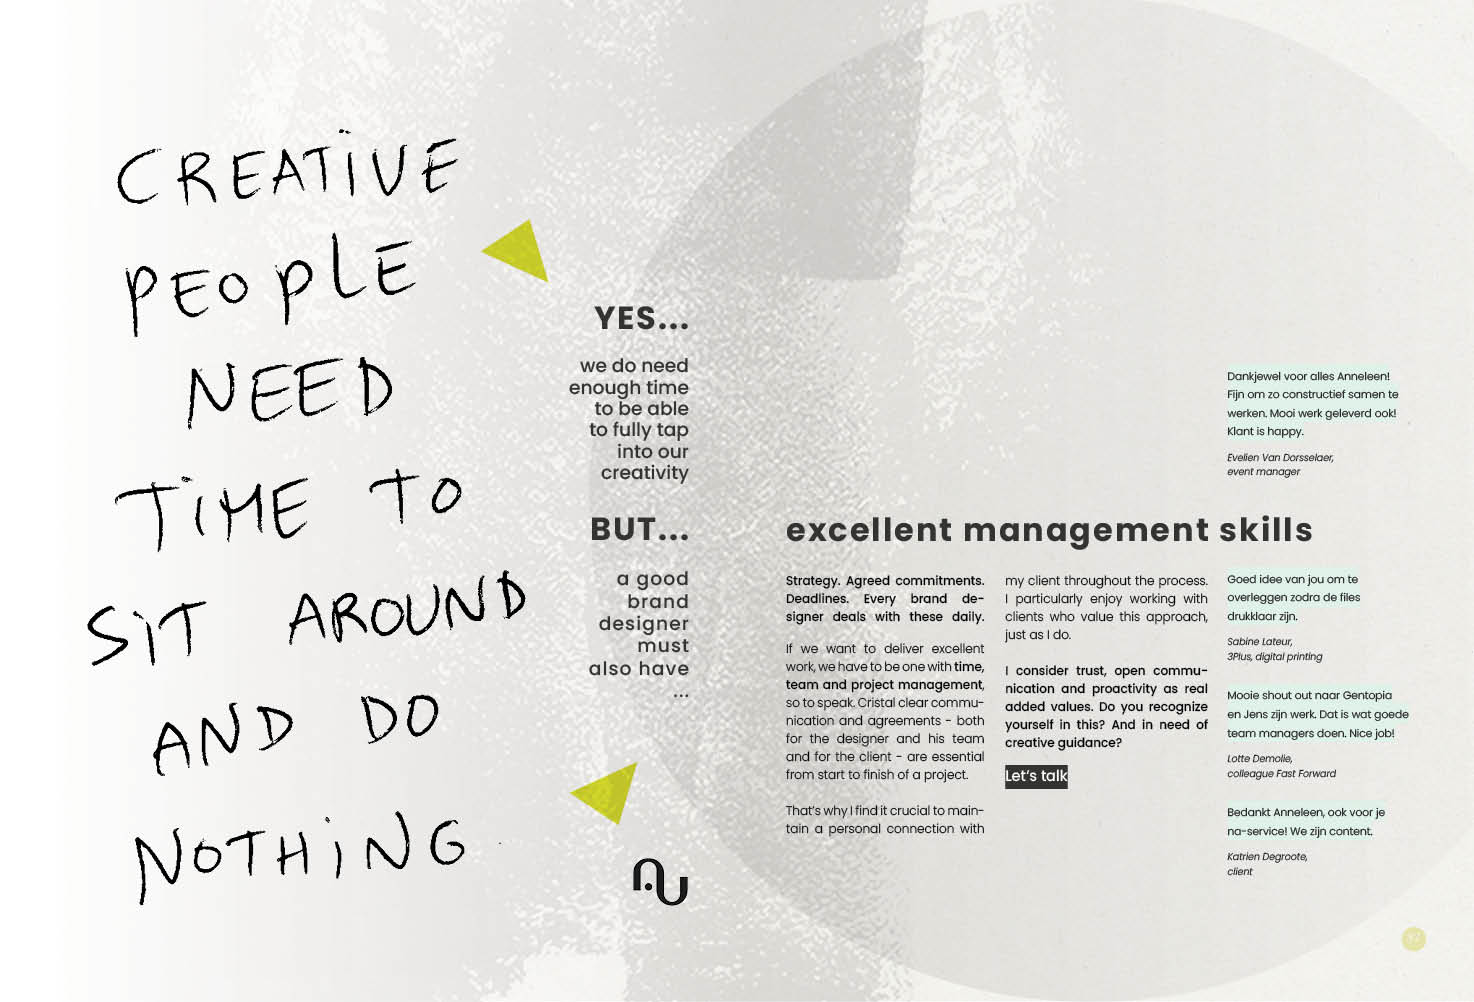 CREATIVE
PEOPLE
NEED
TIME TO
SIT AROUND
AND DO
NOTHING
YES...
we do need
enough time
to be able
to fully tap
into our
creativity
BUT...
a good
brand
designer
must
also have
...
excellent management skills
Strategy. Agreed commitments.
Deadlines. Every brand de-
signer deals with these daily.
If we want to deliver excellent
work, we have to be one with time,
team and project management,
so to speak. Cristal clear commu-
nication and agreements - both
for the designer and his team
and for the client - are essential
from start to finish of a project.
That's why I find it crucial to main-
tain a personal connection with
my client throughout the process.
I particularly enjoy working with
clients who value this approach,
just as I do.
I consider trust, open commu-
nication and proactivity as real
added values. Do you recognize
yourself in this? And in need of
creative guidance?
Let's talk
Dankjewel voor alles Anneleen!
Fijn om zo constructief samen te
werken. Mooi werk geleverd ook!
Klant is happy.
Evelien Van Dorsselaer,
event manager
Goed idee van jou om te
overleggen zodra de files
drukklaar zijn.
Sabine Lateur,
3Plus, digital printing
Mooie shout out naar Gentopia
en Jens zijn werk. Dat is wat goede
team managers doen. Nice job!
Lotte Demolie,
colleague Fast Forward
Bedankt Anneleen, ook voor je
na-service! We zijn content.
Katrien Degroote,
client